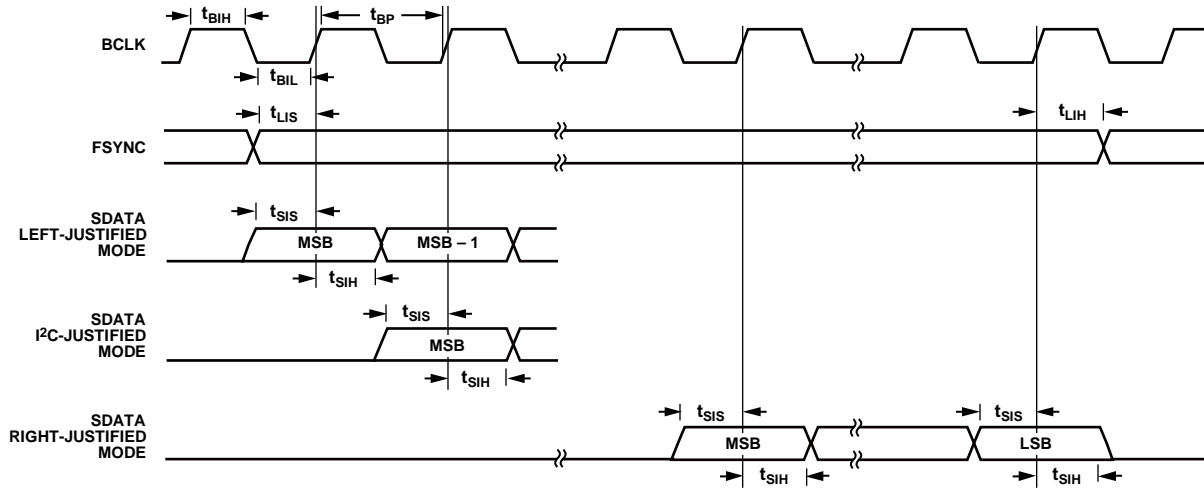 tBIH
tBP
BCLK
tBIL
tLIS
tLIH
FSYNC
SDATA
LEFT-JUSTIFIED
MODE
tSIS
MSB
MSB – 1
tSIH
SDATA
I2C-JUSTIFIED
MODE
tSIS
MSB
tSIH
SDATA
RIGHT-JUSTIFIED
MODE
tSIS
tSIS
MSB
LSB
tSIH
tSIH